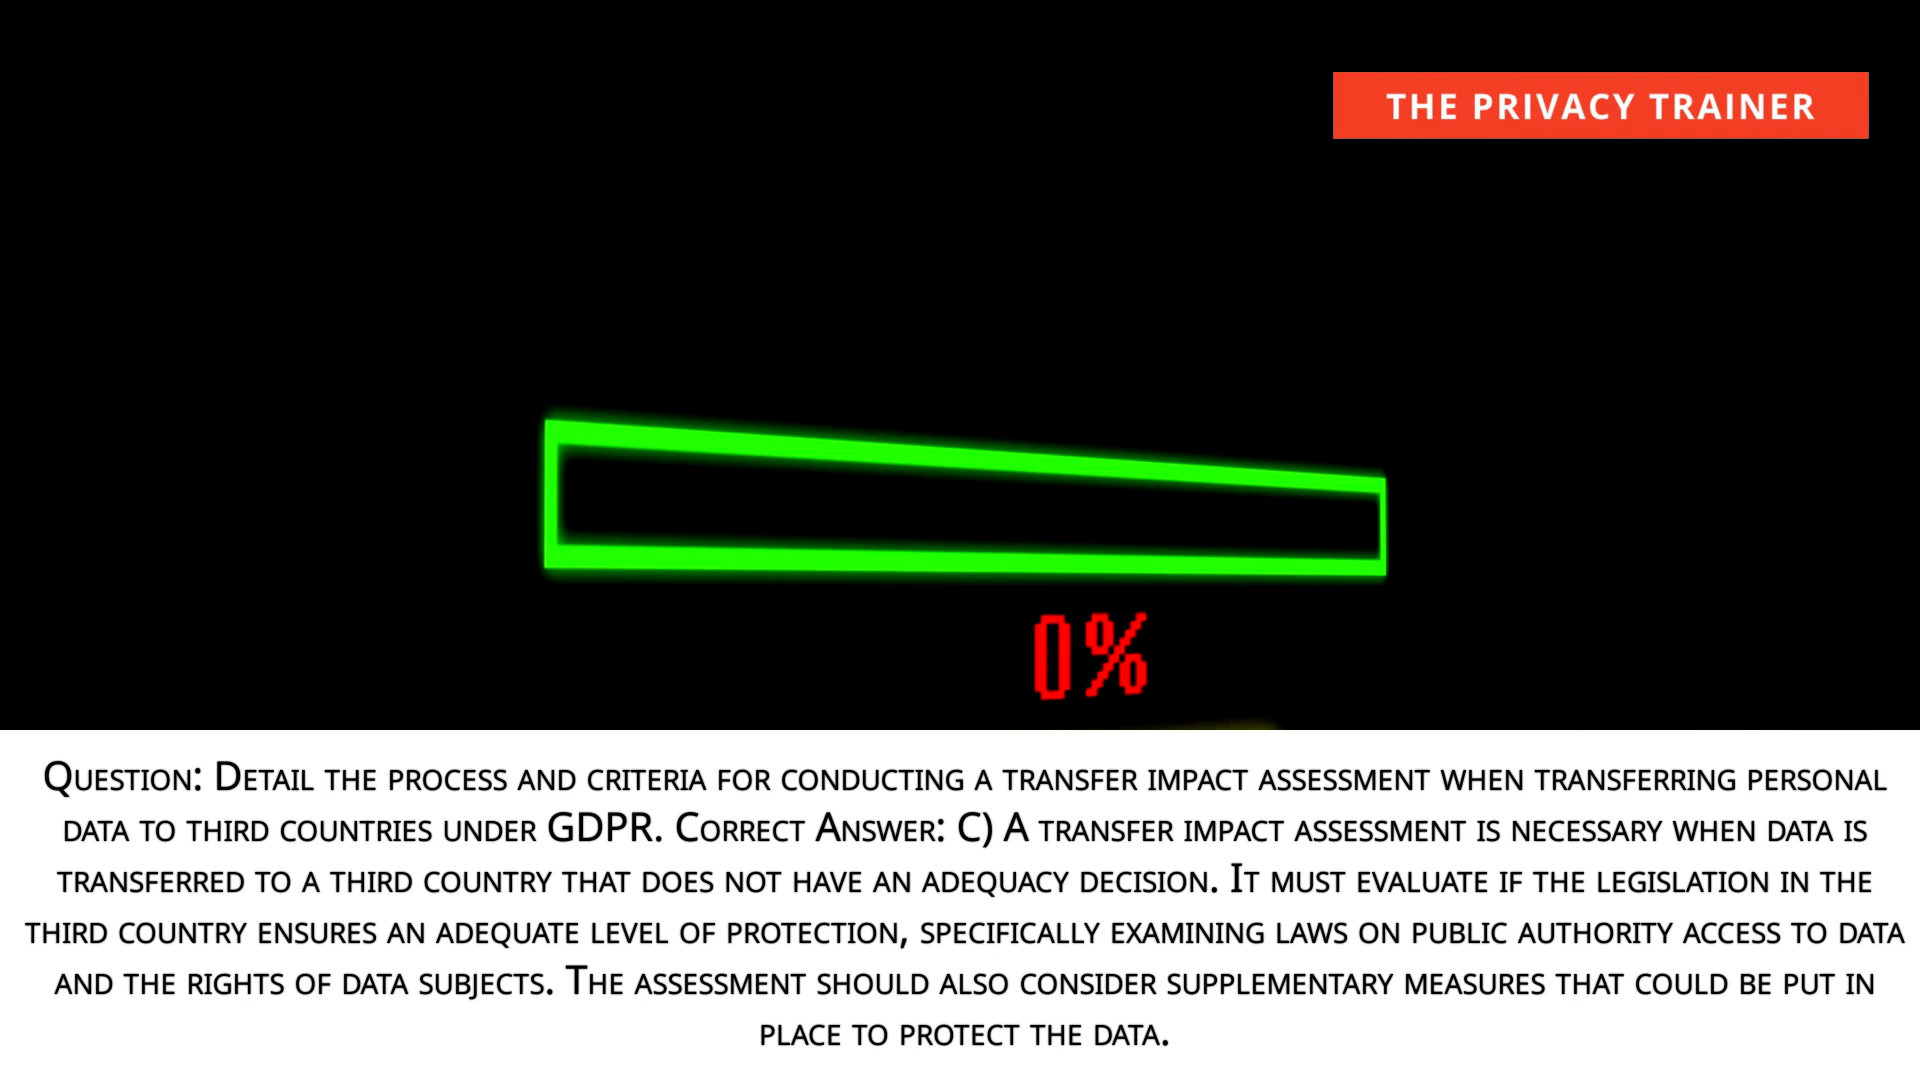 THE PRIVACY TRAINER
0%
Question: Detail the process and criteria for conducting a transfer impact assessment when transferring personal
data to third countries under GDPR. Correct Answer: C) A transfer impact assessment is necessary when data is
transferred to a third country that does not have an adequacy decision. It must evaluate if the legislation in the
third country ensures an adequate level of protection, specifically examining laws on public authority access to data
and the rights of data subjects. The assessment should also consider supplementary measures that could be put in
place to protect the data.